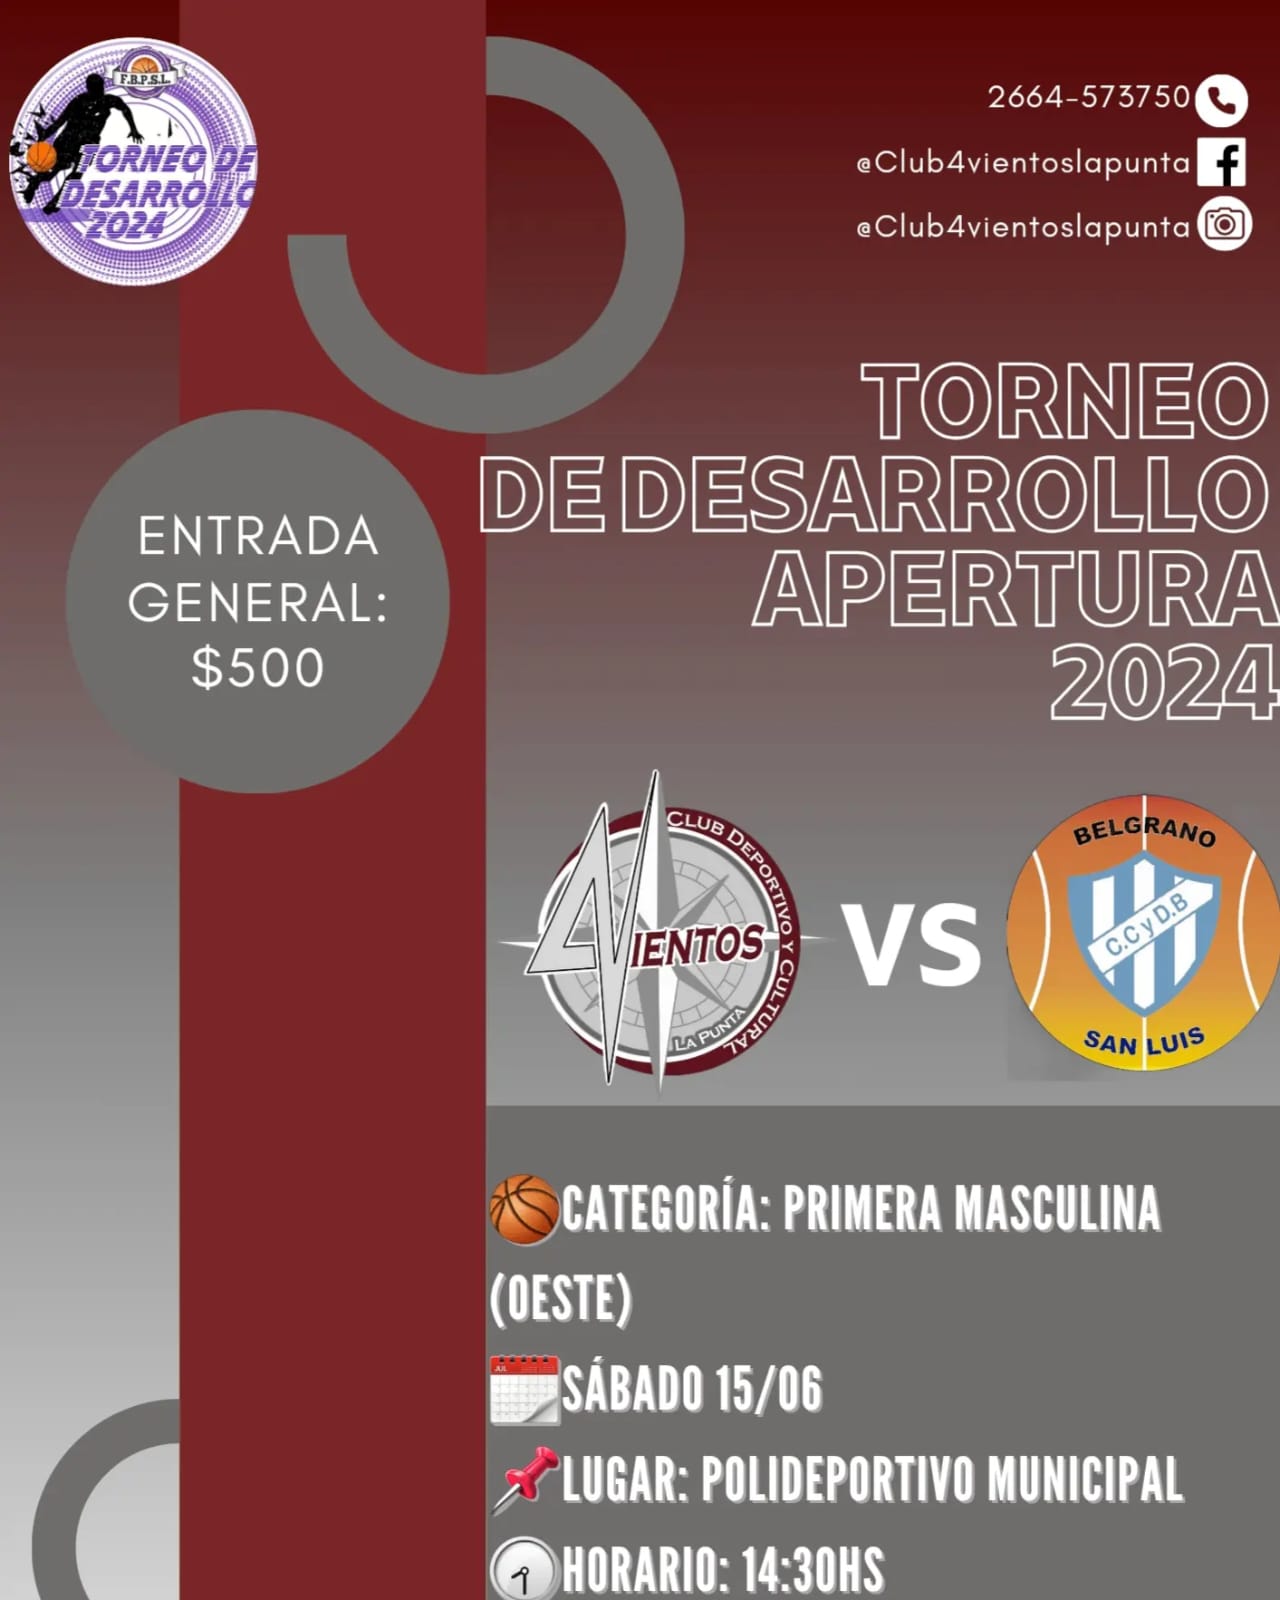 F.B.P.S.L.
TORNEO DE
DESARROLLO
2024
2664-573750
@Club4vientoslapunta
@Club4vientoslapunta
TORNEO
DE DESARROLLO
APERTURA
2024
ENTRADA
GENERAL:
$500
CLUB DEPORTIVO Y CULTURAL
4VIENTOS
LA PUNTA
VS
BELGRANO
C.C y D.B
SAN LUIS
CATEGORÍA: PRIMERA MASCULINA
(OESTE)
JUL
SÁBADO 15/06
LUGAR: POLIDEPORTIVO MUNICIPAL
HORARIO: 14:30HS